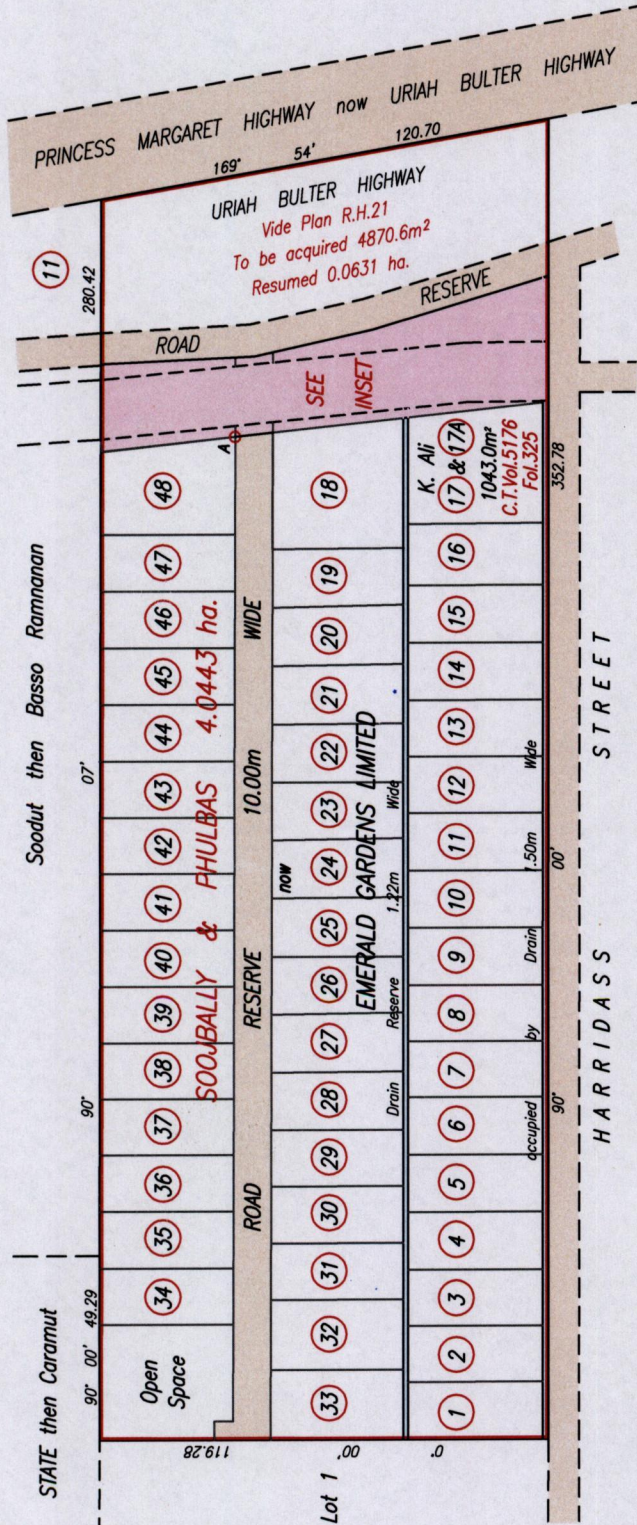 PRINCESS MARGARET HIGHWAY now URIAH BULTER HIGHWAY
169° 54' 120.70
URIAH BULTER HIGHWAY
Vide Plan R.H.21
To be acquired 4870.6m²
Resumed 0.0631 ha.
11
280.42
ROAD RESERVE
SEE
INSET
A
STATE then Caramut
Soodut then Basso Ramnanan
90° 00' 49.29
90° 07'
Open
Space
34 35 36 37 38 39 40 41 42 43 44 45 46 47 48
SOOJBALLY & PHULBAS 4.0443 ha.
ROAD RESERVE 10.00m WIDE
now
33 32 31 30 29 28 27 26 25 24 23 22 21 20 19 18
EMERALD GARDENS LIMITED
Drain Reserve 1.22m Wide
1 2 3 4 5 6 7 8 9 10 11 12 13 14 15 16
K. Ali
17 & 17A
1043.0m²
C.T.Vol.5176
Fol.325
occupied by Drain 1.50m Wide
90° 00' 352.78
HARRIDASS STREET
Lot 1
119.28
00'
0°